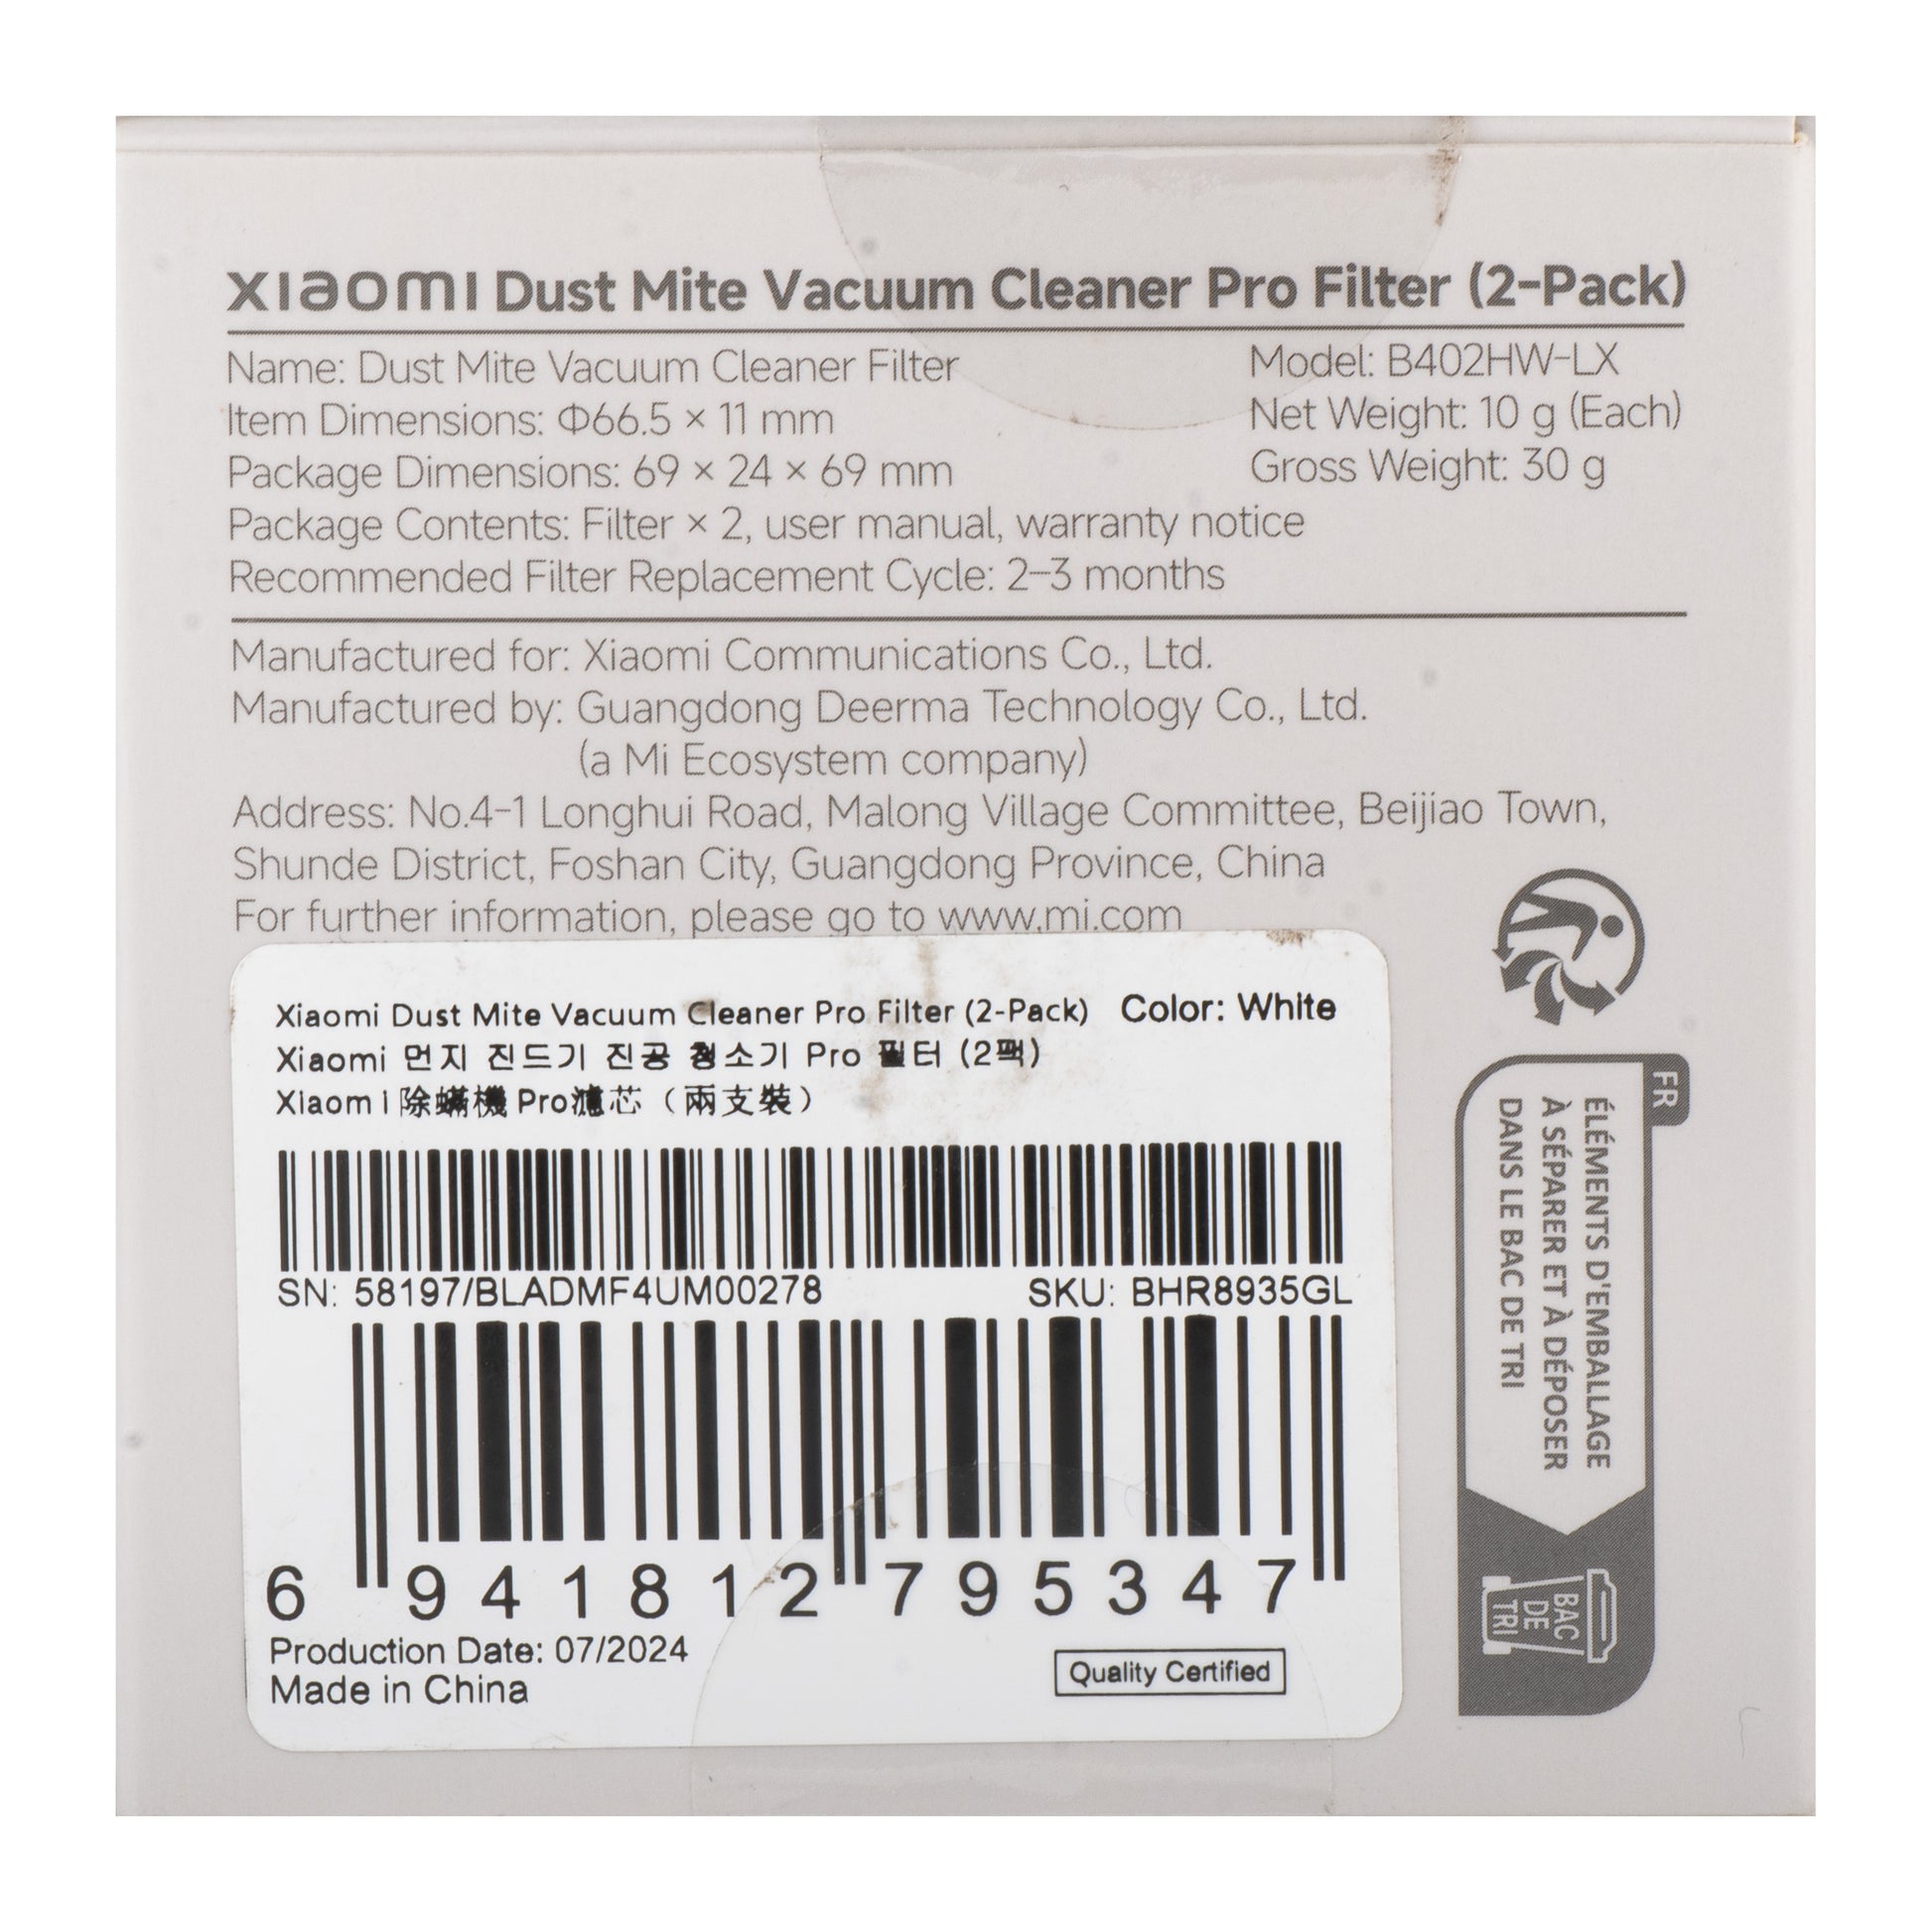 xiaomi Dust Mite Vacuum Cleaner Pro Filter (2-Pack)
Name: Dust Mite Vacuum Cleaner Filter
Model: B402HW-LX
Item Dimensions: Φ66.5 × 11 mm
Net Weight: 10 g (Each)
Package Dimensions: 69 × 24 × 69 mm
Gross Weight: 30 g
Package Contents: Filter × 2, user manual, warranty notice
Recommended Filter Replacement Cycle: 2–3 months
Manufactured for: Xiaomi Communications Co., Ltd.
Manufactured by: Guangdong Deerma Technology Co., Ltd.
(a Mi Ecosystem company)
Address: No.4-1 Longhui Road, Malong Village Committee, Beijiao Town,
Shunde District, Foshan City, Guangdong Province, China
For further information, please go to www.mi.com
Xiaomi Dust Mite Vacuum Cleaner Pro Filter (2-Pack) Color: White
Xiaomi 먼지 진드기 진공 청소기 Pro 필터 (2팩)
Xiaomi 除蟎機 Pro濾芯（兩支裝）
SN: 58197/BLADMF4UM00278 SKU: BHR8935GL
6 941812 795347
Production Date: 07/2024
Made in China
Quality Certified
FR
ÉLÉMENTS D'EMBALLAGE
À SÉPARER ET À DÉPOSER
DANS LE BAC DE TRI
BAC
DE
TRI